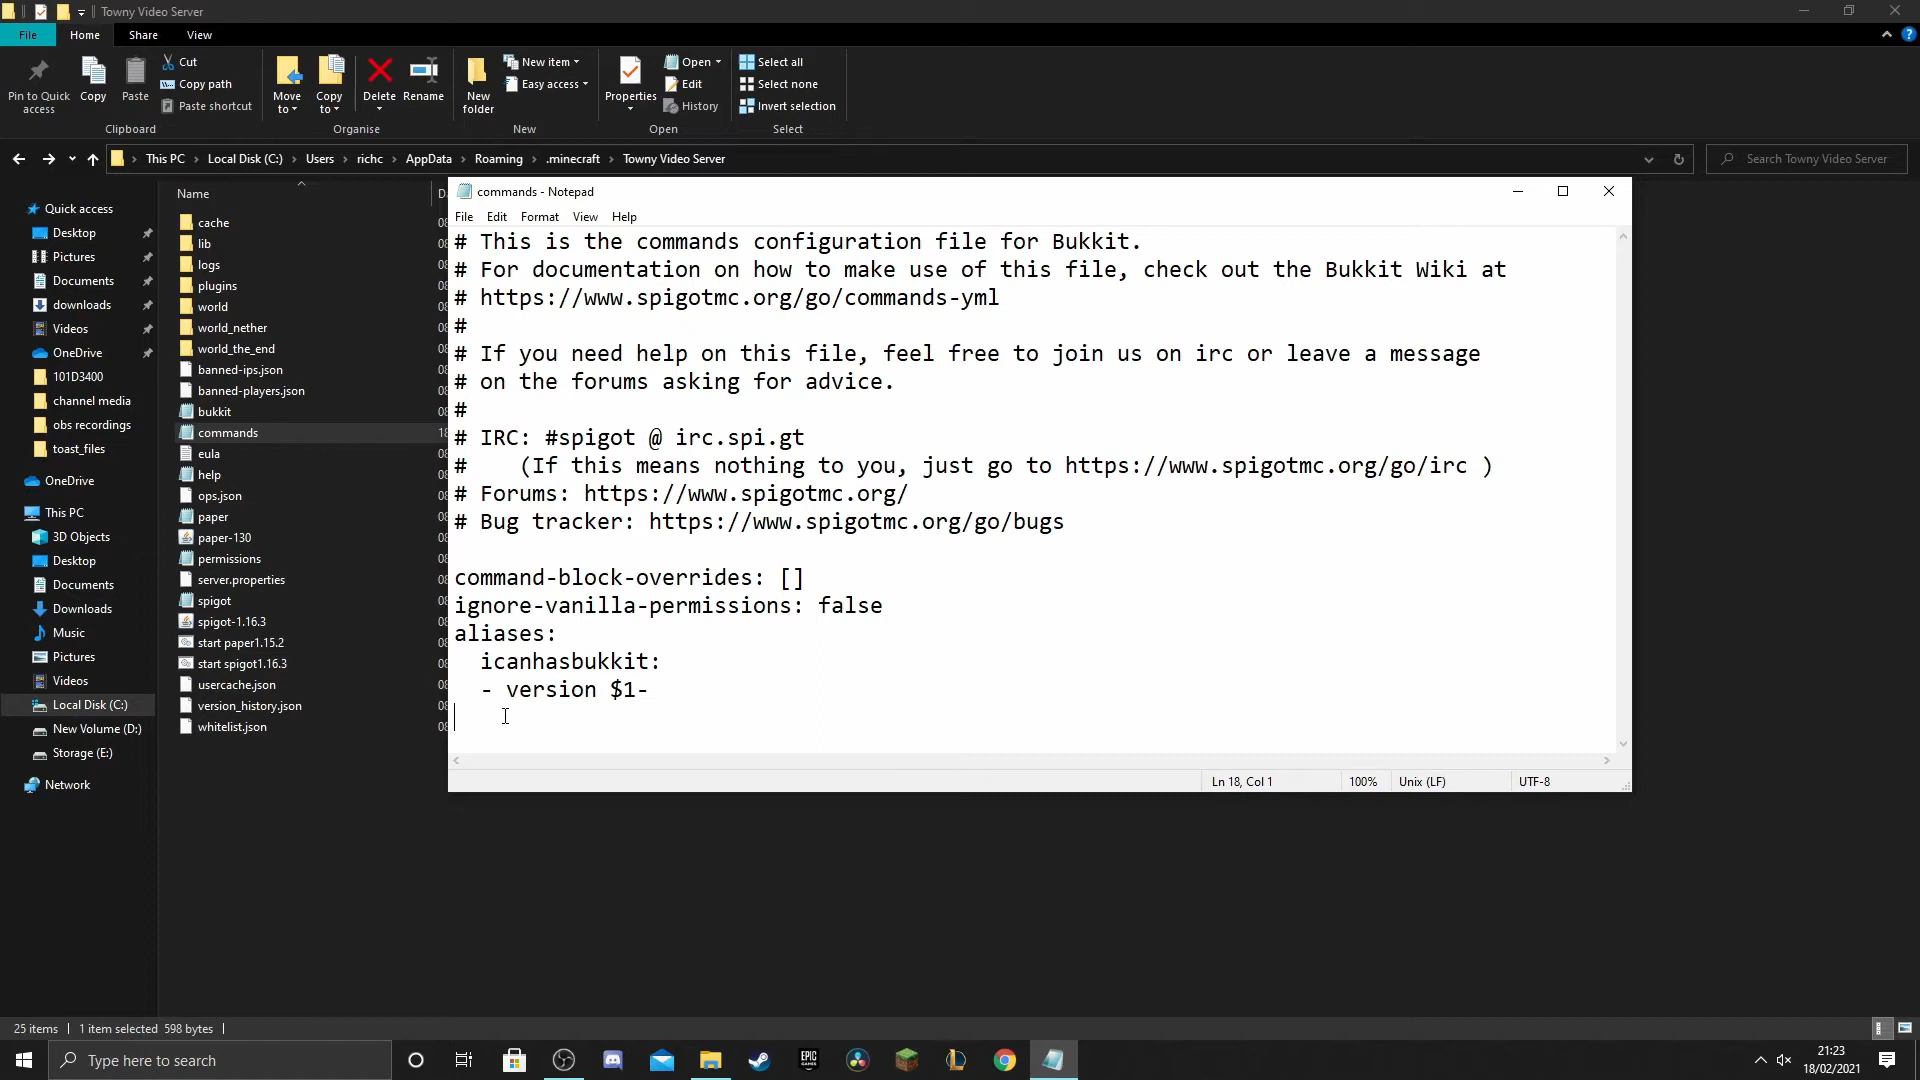 Towny Video Server
File Home Share View
Pin to Quick access
Copy
Paste
Cut
Copy path
Paste shortcut
Clipboard
Move to
Copy to
Delete
Rename
Organise
New folder
New item
Easy access
New
Properties
Open
Edit
History
Open
Select all
Select none
Invert selection
Select
This PC > Local Disk (C:) > Users > richc > AppData > Roaming > .minecraft > Towny Video Server
Search Towny Video Server
Quick access
Desktop
Pictures
Documents
downloads
Videos
OneDrive
101D3400
channel media
obs recordings
toast_files
OneDrive
This PC
3D Objects
Desktop
Documents
Downloads
Music
Pictures
Videos
Local Disk (C:)
New Volume (D:)
Storage (E:)
Network
Name
cache
lib
logs
plugins
world
world_nether
world_the_end
banned-ips.json
banned-players.json
bukkit
commands
eula
help
ops.json
paper
paper-130
permissions
server.properties
spigot
spigot-1.16.3
start paper1.15.2
start spigot1.16.3
usercache.json
version_history.json
whitelist.json
commands - Notepad
File Edit Format View Help
# This is the commands configuration file for Bukkit.
# For documentation on how to make use of this file, check out the Bukkit Wiki at
# https://www.spigotmc.org/go/commands-yml
#
# If you need help on this file, feel free to join us on irc or leave a message
# on the forums asking for advice.
#
# IRC: #spigot @ irc.spi.gt
#    (If this means nothing to you, just go to https://www.spigotmc.org/go/irc )
# Forums: https://www.spigotmc.org/
# Bug tracker: https://www.spigotmc.org/go/bugs
command-block-overrides: []
ignore-vanilla-permissions: false
aliases:
  icanhasbukkit:
  - version $1-
Ln 18, Col 1
100%
Unix (LF)
UTF-8
25 items
1 item selected 598 bytes
Type here to search
EPIC GAMES
21:23
18/02/2021